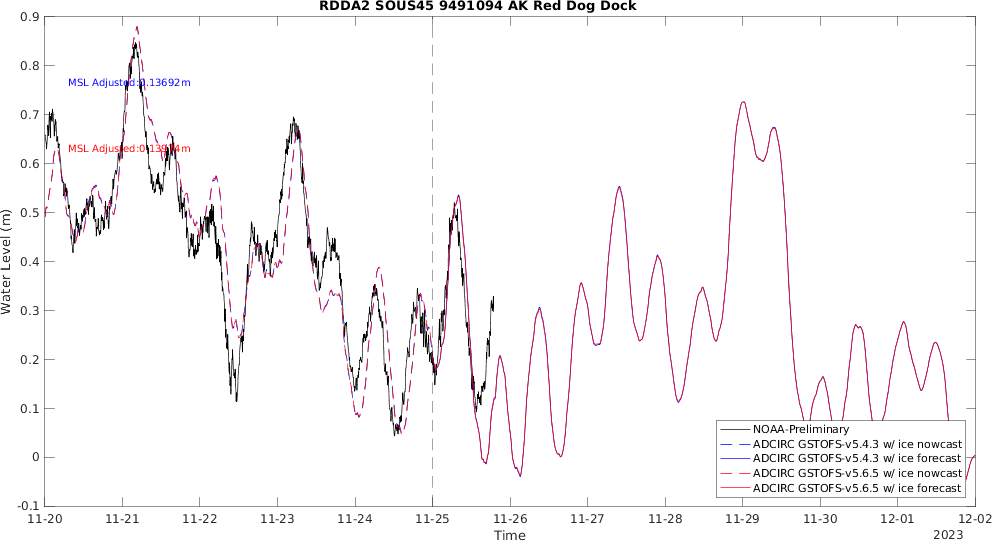 RDDA2 SOUS45 9491094 AK Red Dog Dock
0.9
0.8
0.7
0.6
0.5
0.4
0.3
0.2
0.1
0
-0.1
Water Level (m)
MSL Adjusted:0.13692m
MSL
NOAA-Preliminary
ADCIRC GSTOFS-v5.4.3 w/ ice nowcast
ADCIRC GSTOFS-v5.4.3 w/ ice forecast
ADCIRC GSTOFS-v5.6.5 w/ ice nowcast
ADCIRC GSTOFS-v5.6.5 w/ ice forecast
11-20 11-21 11-22 11-23 11-24 11-25 11-26 11-27 11-28 11-29 11-30 12-01 12-02
Time
2023